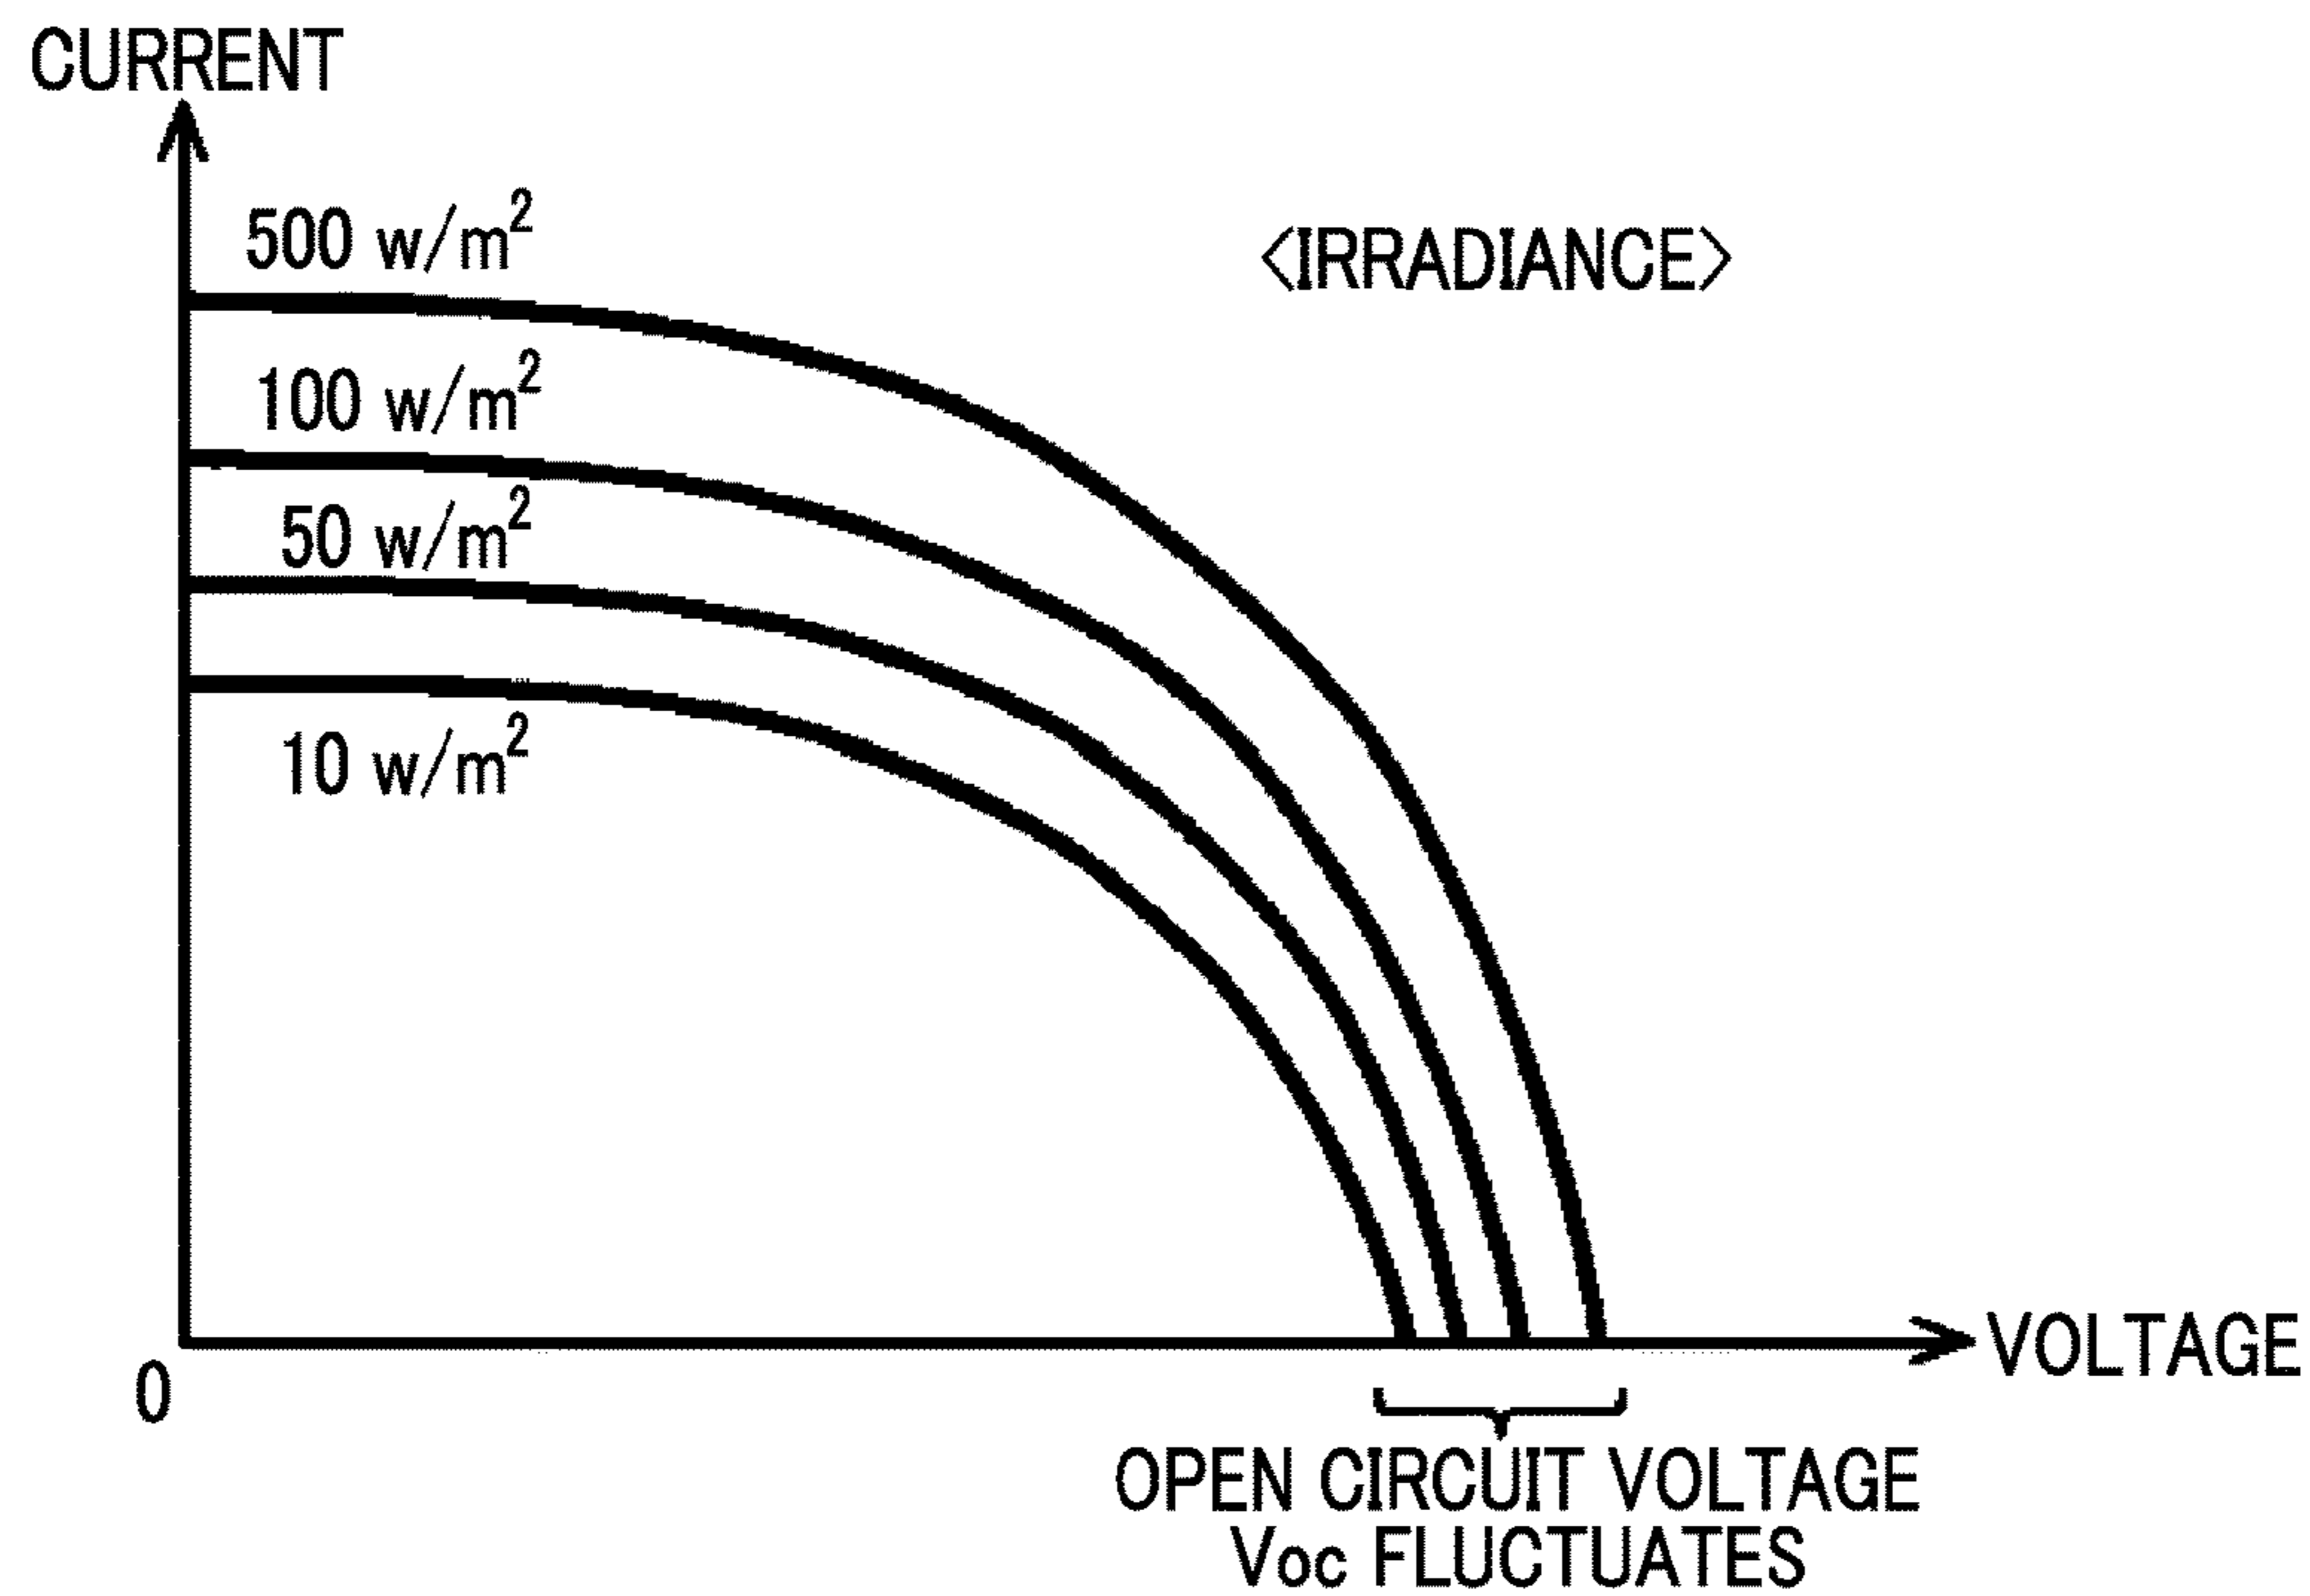 CURRENT
500 w/m²
<IRRADIANCE>
100 w/m²
50 w/m²
10 w/m²
VOLTAGE
0
OPEN CIRCUIT VOLTAGE
Voc FLUCTUATES